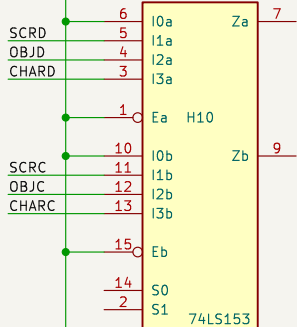 6 I0a Za 7
SCRD 5 I1a
OBJD 4 I2a
CHARD 3 I3a
1 Ea H10
10 I0b Zb 9
SCRC 11 I1b
OBJC 12 I2b
CHARC 13 I3b
15 Eb
14 S0
2 S1
74LS153